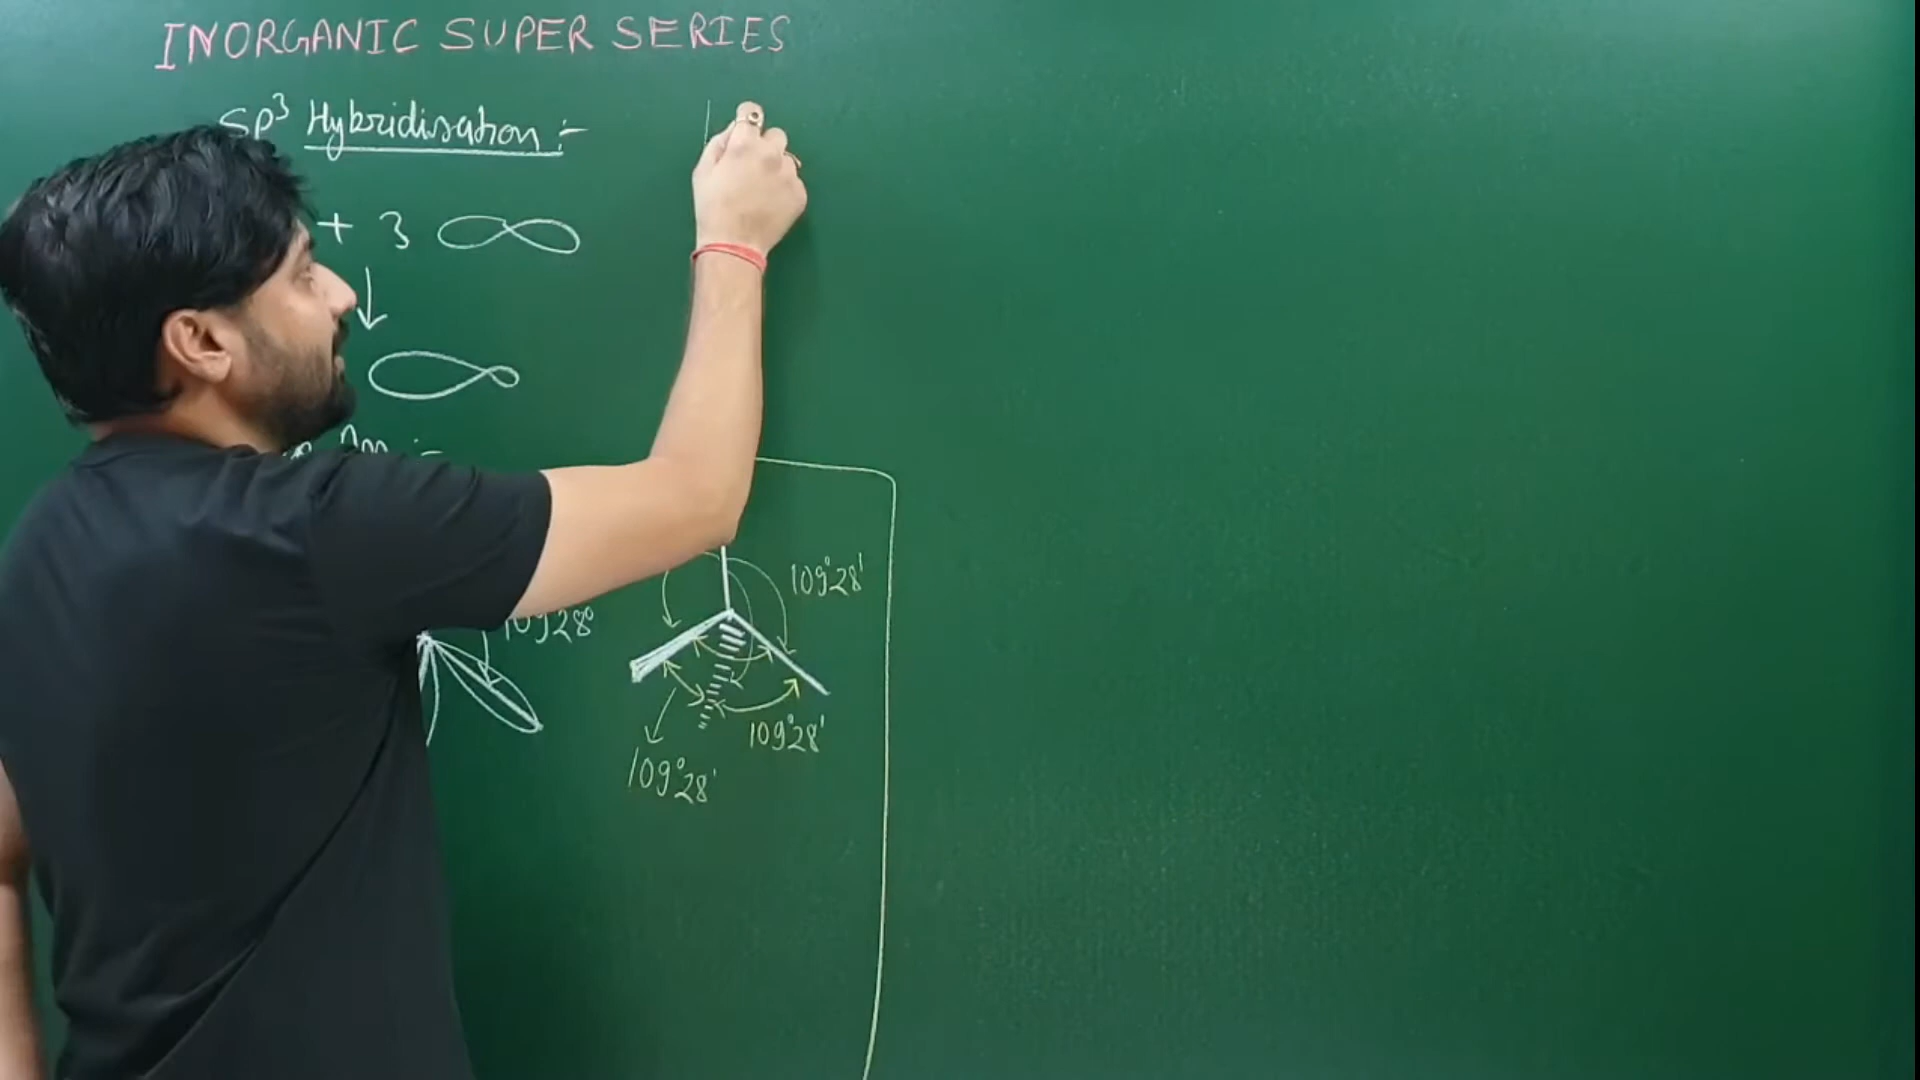 INORGANIC SUPER SERIES
SP³ Hybridisation :-
+ 3
109°28'
109°28°
109°28'
109°28'